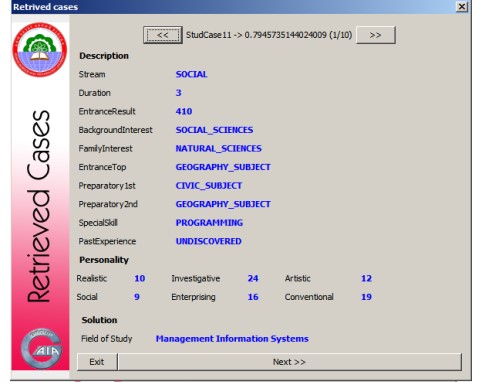 Retrived cases
<< StudCase11 -> 0.7945735144024009 (1/10) >>
Description
Stream SOCIAL
Duration 3
EntranceResult 410
BackgroundInterest SOCIAL_SCIENCES
FamilyInterest NATURAL_SCIENCES
EntranceTop GEOGRAPHY_SUBJECT
Preparatory1st CIVIC_SUBJECT
Preparatory2nd GEOGRAPHY_SUBJECT
SpecialSkill PROGRAMMING
PastExperience UNDISCOVERED
Personality
Realistic 10 Investigative 24 Artistic 12
Social 9 Enterprising 16 Conventional 19
Solution
Field of Study Management Information Systems
Exit Next >>
Retrieved Cases
GAIA